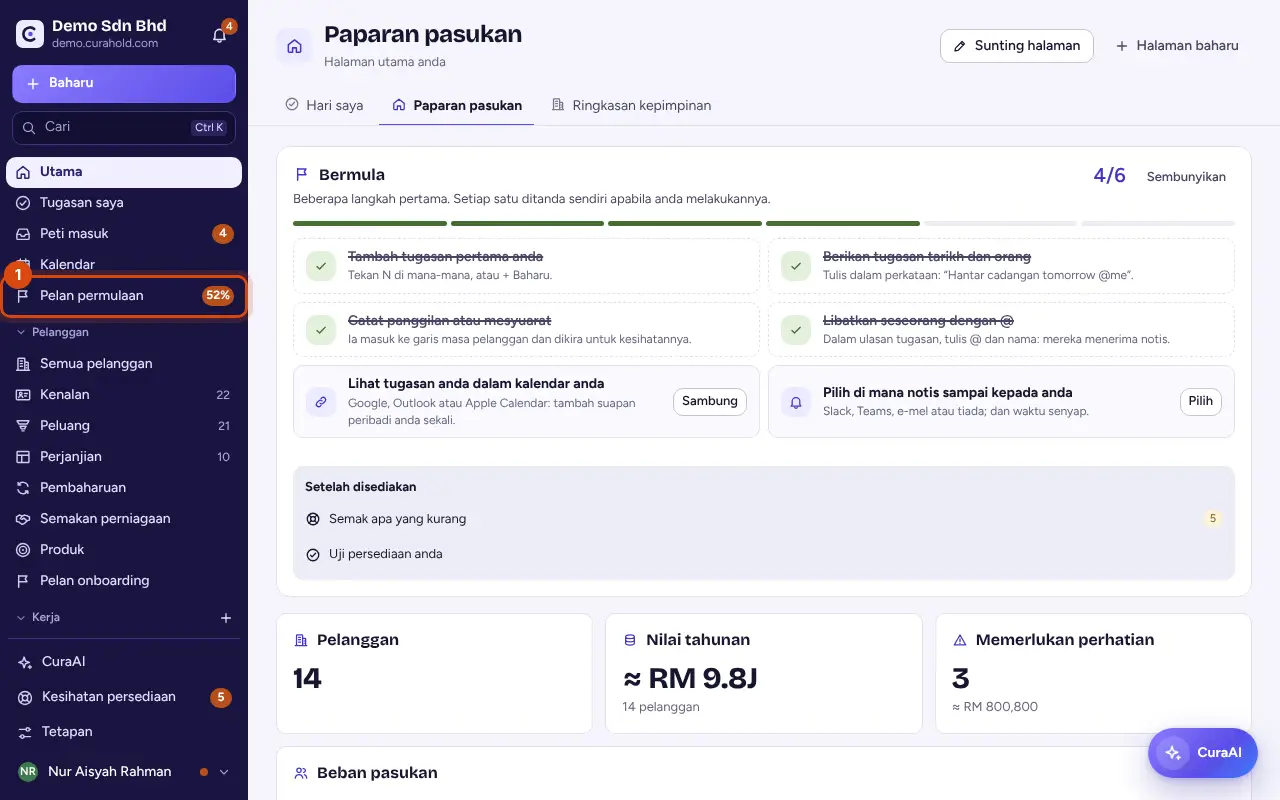 Demo Sdn Bhd
demo.curahold.com
4
Baharu
Cari
Ctrl K
Utama
Tugasan saya
Peti masuk
4
Kalendar
1
Pelan permulaan
52%
Pelanggan
Semua pelanggan
Kenalan
22
Peluang
21
Perjanjian
10
Pembaharuan
Semakan perniagaan
Produk
Pelan onboarding
Kerja
CuraAI
Kesihatan persediaan
5
Tetapan
NR
Nur Aisyah Rahman
Paparan pasukan
Halaman utama anda
Sunting halaman
Halaman baharu
Hari saya
Paparan pasukan
Ringkasan kepimpinan
Bermula
4/6
Sembunyikan
Beberapa langkah pertama. Setiap satu ditanda sendiri apabila anda melakukannya.
Tambah tugasan pertama anda
Tekan N di mana-mana, atau + Baharu.
Berikan tugasan tarikh dan orang
Tulis dalam perkataan: “Hantar cadangan tomorrow @me”.
Catat panggilan atau mesyuarat
Ia masuk ke garis masa pelanggan dan dikira untuk kesihatannya.
Libatkan seseorang dengan @
Dalam ulasan tugasan, tulis @ dan nama: mereka menerima notis.
Lihat tugasan anda dalam kalendar anda
Google, Outlook atau Apple Calendar: tambah suapan
peribadi anda sekali.
Sambung
Pilih di mana notis sampai kepada anda
Slack, Teams, e-mel atau tiada; dan waktu senyap.
Pilih
Setelah disediakan
Semak apa yang kurang
5
Uji persediaan anda
Pelanggan
14
Nilai tahunan
≈ RM 9.8J
14 pelanggan
Memerlukan perhatian
3
≈ RM 800,800
Beban pasukan
CuraAI